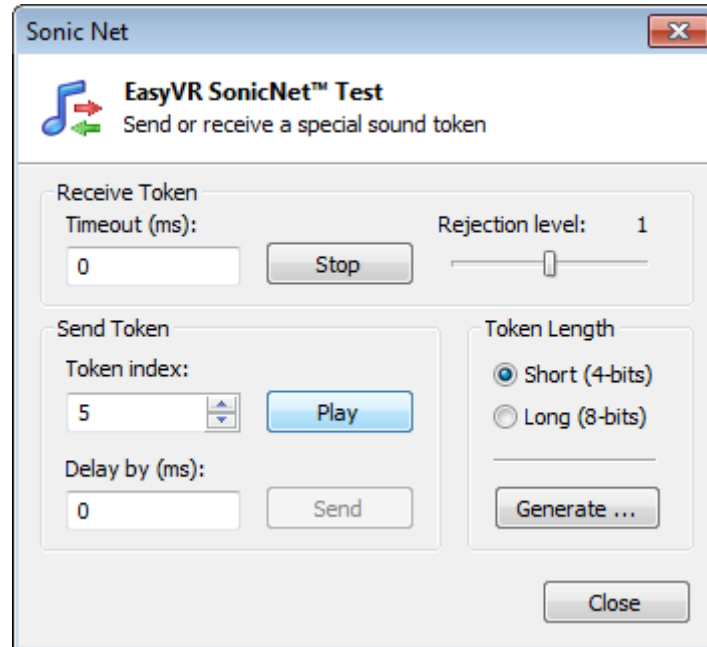 Sonic Net
EasyVR SonicNet™ Test
Send or receive a special sound token
Receive Token
Timeout (ms):
Rejection level: 1
0
Stop
Send Token
Token index:
5
Play
Delay by (ms):
0
Send
Token Length
Short (4-bits)
Long (8-bits)
Generate ...
Close